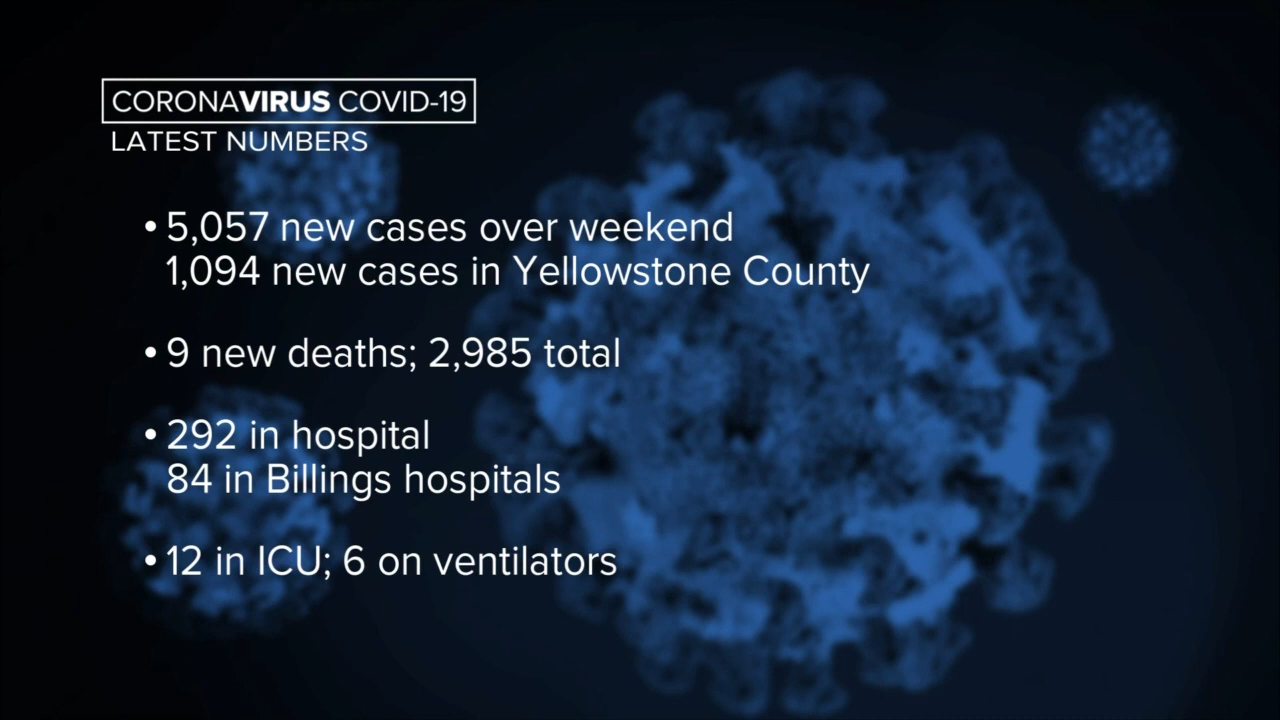 CORONAVIRUS COVID-19
LATEST NUMBERS
• 5,057 new cases over weekend
1,094 new cases in Yellowstone County
• 9 new deaths; 2,985 total
• 292 in hospital
84 in Billings hospitals
• 12 in ICU; 6 on ventilators